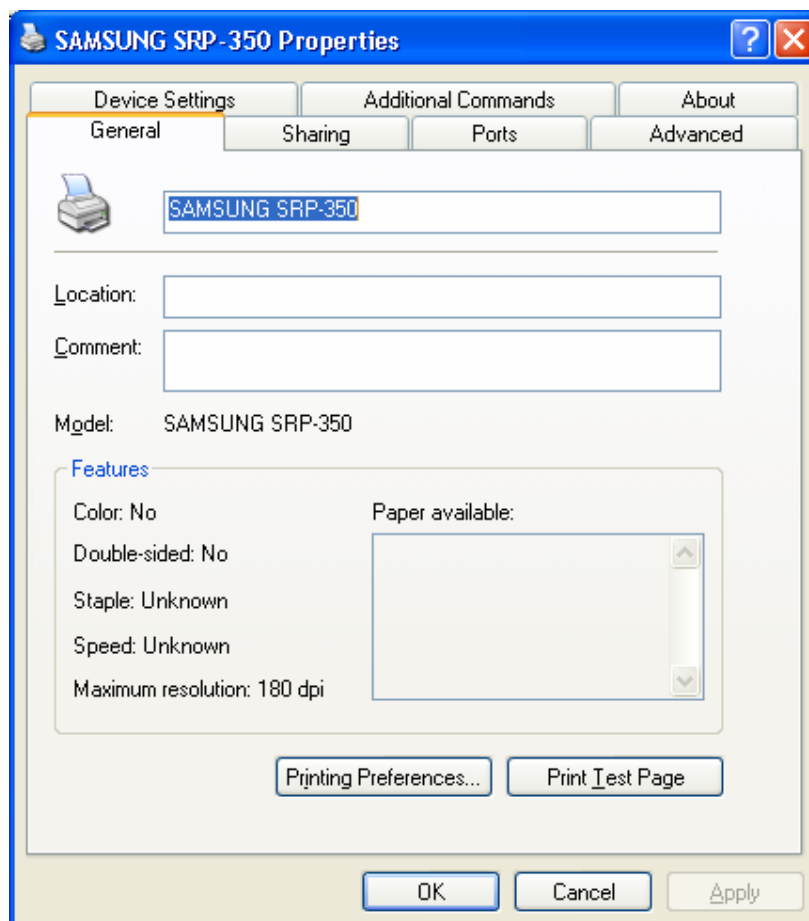 SAMSUNG SRP-350 Properties
Device Settings Additional Commands About
General Sharing Ports Advanced
SAMSUNG SRP-350
Location:
Comment:
Model: SAMSUNG SRP-350
Features
Color: No Paper available:
Double-sided: No
Staple: Unknown
Speed: Unknown
Maximum resolution: 180 dpi
Printing Preferences... Print Test Page
OK Cancel Apply